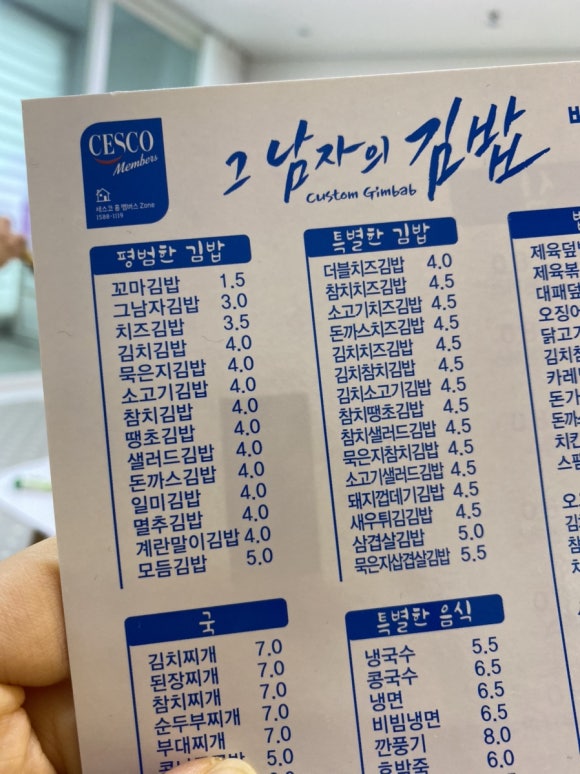 CESCO
Members
세스코 홈 멤버스 Zone
1588-1119
그 남자의 김밥
Custom Gimbab
평범한 김밥
꼬마김밥 1.5
그남자김밥 3.0
치즈김밥 3.5
김치김밥 4.0
묵은지김밥 4.0
소고기김밥 4.0
참치김밥 4.0
땡초김밥 4.0
샐러드김밥 4.0
돈까스김밥 4.0
일미김밥 4.0
멸추김밥 4.0
계란말이김밥 4.0
모듬김밥 5.0
특별한 김밥
더블치즈김밥 4.0
참치치즈김밥 4.5
소고기치즈김밥 4.5
돈까스치즈김밥 4.5
김치치즈김밥 4.5
김치참치김밥 4.5
김치소고기김밥 4.5
참치땡초김밥 4.5
참치샐러드김밥 4.5
묵은지참치김밥 4.5
소고기샐러드김밥 4.5
돼지껍데기김밥 4.5
새우튀김김밥 4.5
삼겹살김밥 5.0
묵은지삼겹살김밥 5.5
제육덮
제육볶
대패덮
오징어
닭고기
김치참
카레
돈가
돈까
치킨
스팸
국
김치찌개 7.0
된장찌개 7.0
참치찌개 7.0
순두부찌개 7.0
부대찌개 7.0
5.0
특별한 음식
냉국수 5.5
콩국수 6.5
냉면 6.5
비빔냉면 6.5
깐풍기 8.0
호박죽 6.0